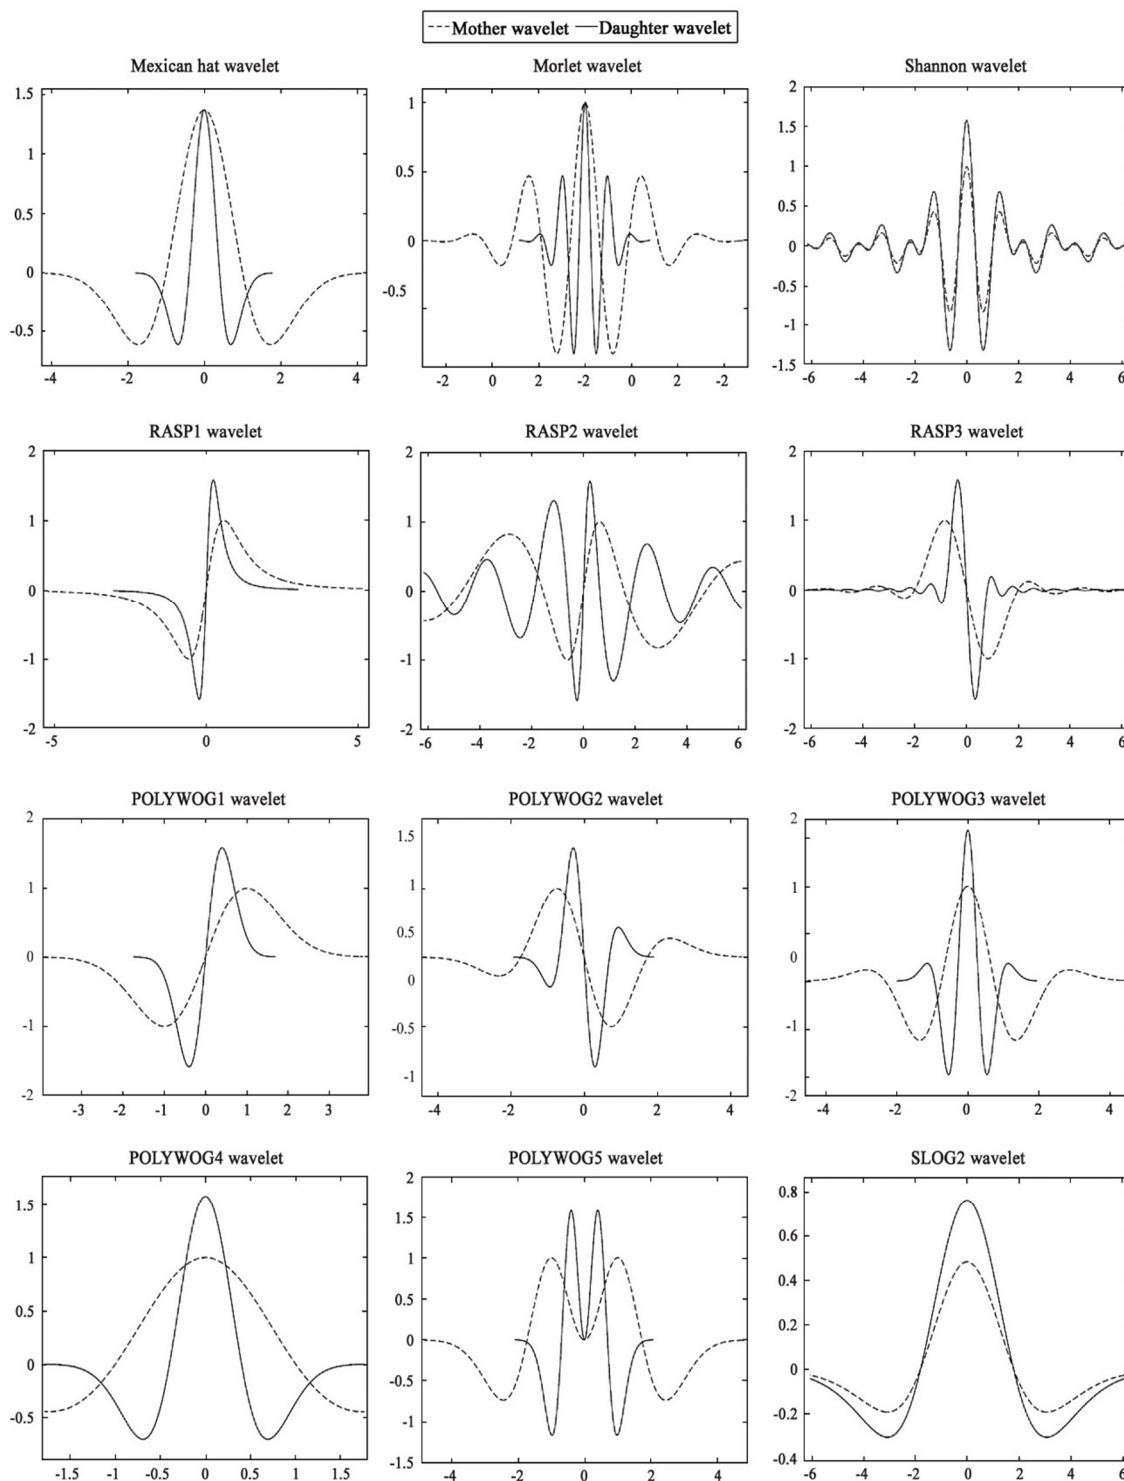 Mother wavelet Daughter wavelet
Mexican hat wavelet
1.5
1
0.5
0
-0.5
-4 -2 0 2 4
Morlet wavelet
1
0.5
0
-0.5
-2 0 2 -2 0 2 -2
Shannon wavelet
2
1.5
1
0.5
0
-0.5
-1
-1.5
-6 -4 -2 0 2 4 6
RASP1 wavelet
2
1
0
-1
-2
-5 0 5
RASP2 wavelet
2
1
0
-1
-2
-6 -4 -2 0 2 4 6
RASP3 wavelet
2
1
0
-1
-2
-6 -4 -2 0 2 4 6
POLYWOG1 wavelet
2
1
0
-1
-2
-3 -2 -1 0 1 2 3
POLYWOG2 wavelet
1.5
1
0.5
0
-0.5
-1
-4 -2 0 2 4
POLYWOG3 wavelet
2
1
0
-1
-2
-4 -2 0 2 4
POLYWOG4 wavelet
1.5
1
0.5
0
-0.5
-1.5 -1 -0.5 0 0.5 1 1.5
POLYWOG5 wavelet
2
1.5
1
0.5
0
-0.5
-1
-1.5
-4 -2 0 2 4
SLOG2 wavelet
0.8
0.6
0.4
0.2
0
-0.2
-0.4
-6 -4 -2 0 2 4 6